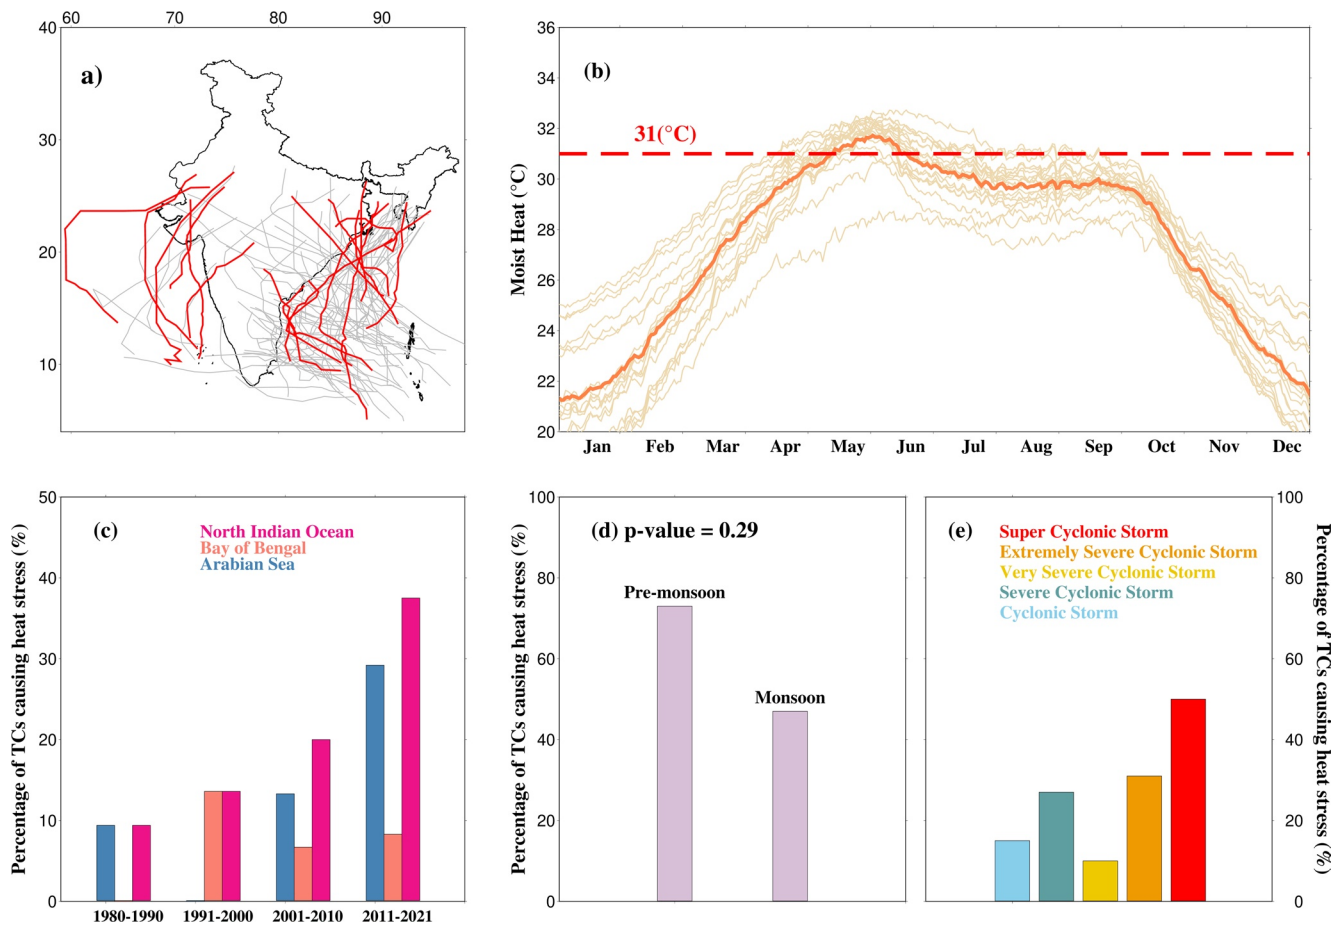 60 70 80 90
40
30
20
10
a)
36
34
32
30
28
26
24
22
20
(b)
31(°C)
Moist Heat (°C)
Jan Feb Mar Apr May Jun Jul Aug Sep Oct Nov Dec
50
40
30
20
10
0
Percentage of TCs causing heat stress (%)
(c)
North Indian Ocean
Bay of Bengal
Arabian Sea
1980-1990 1991-2000 2001-2010 2011-2021
100
80
60
40
20
0
Percentage of TCs causing heat stress (%)
(d) p-value = 0.29
Pre-monsoon
Monsoon
(e)
Super Cyclonic Storm
Extremely Severe Cyclonic Storm
Very Severe Cyclonic Storm
Severe Cyclonic Storm
Cyclonic Storm
100
80
60
40
20
0
Percentage of TCs causing heat stress (%)